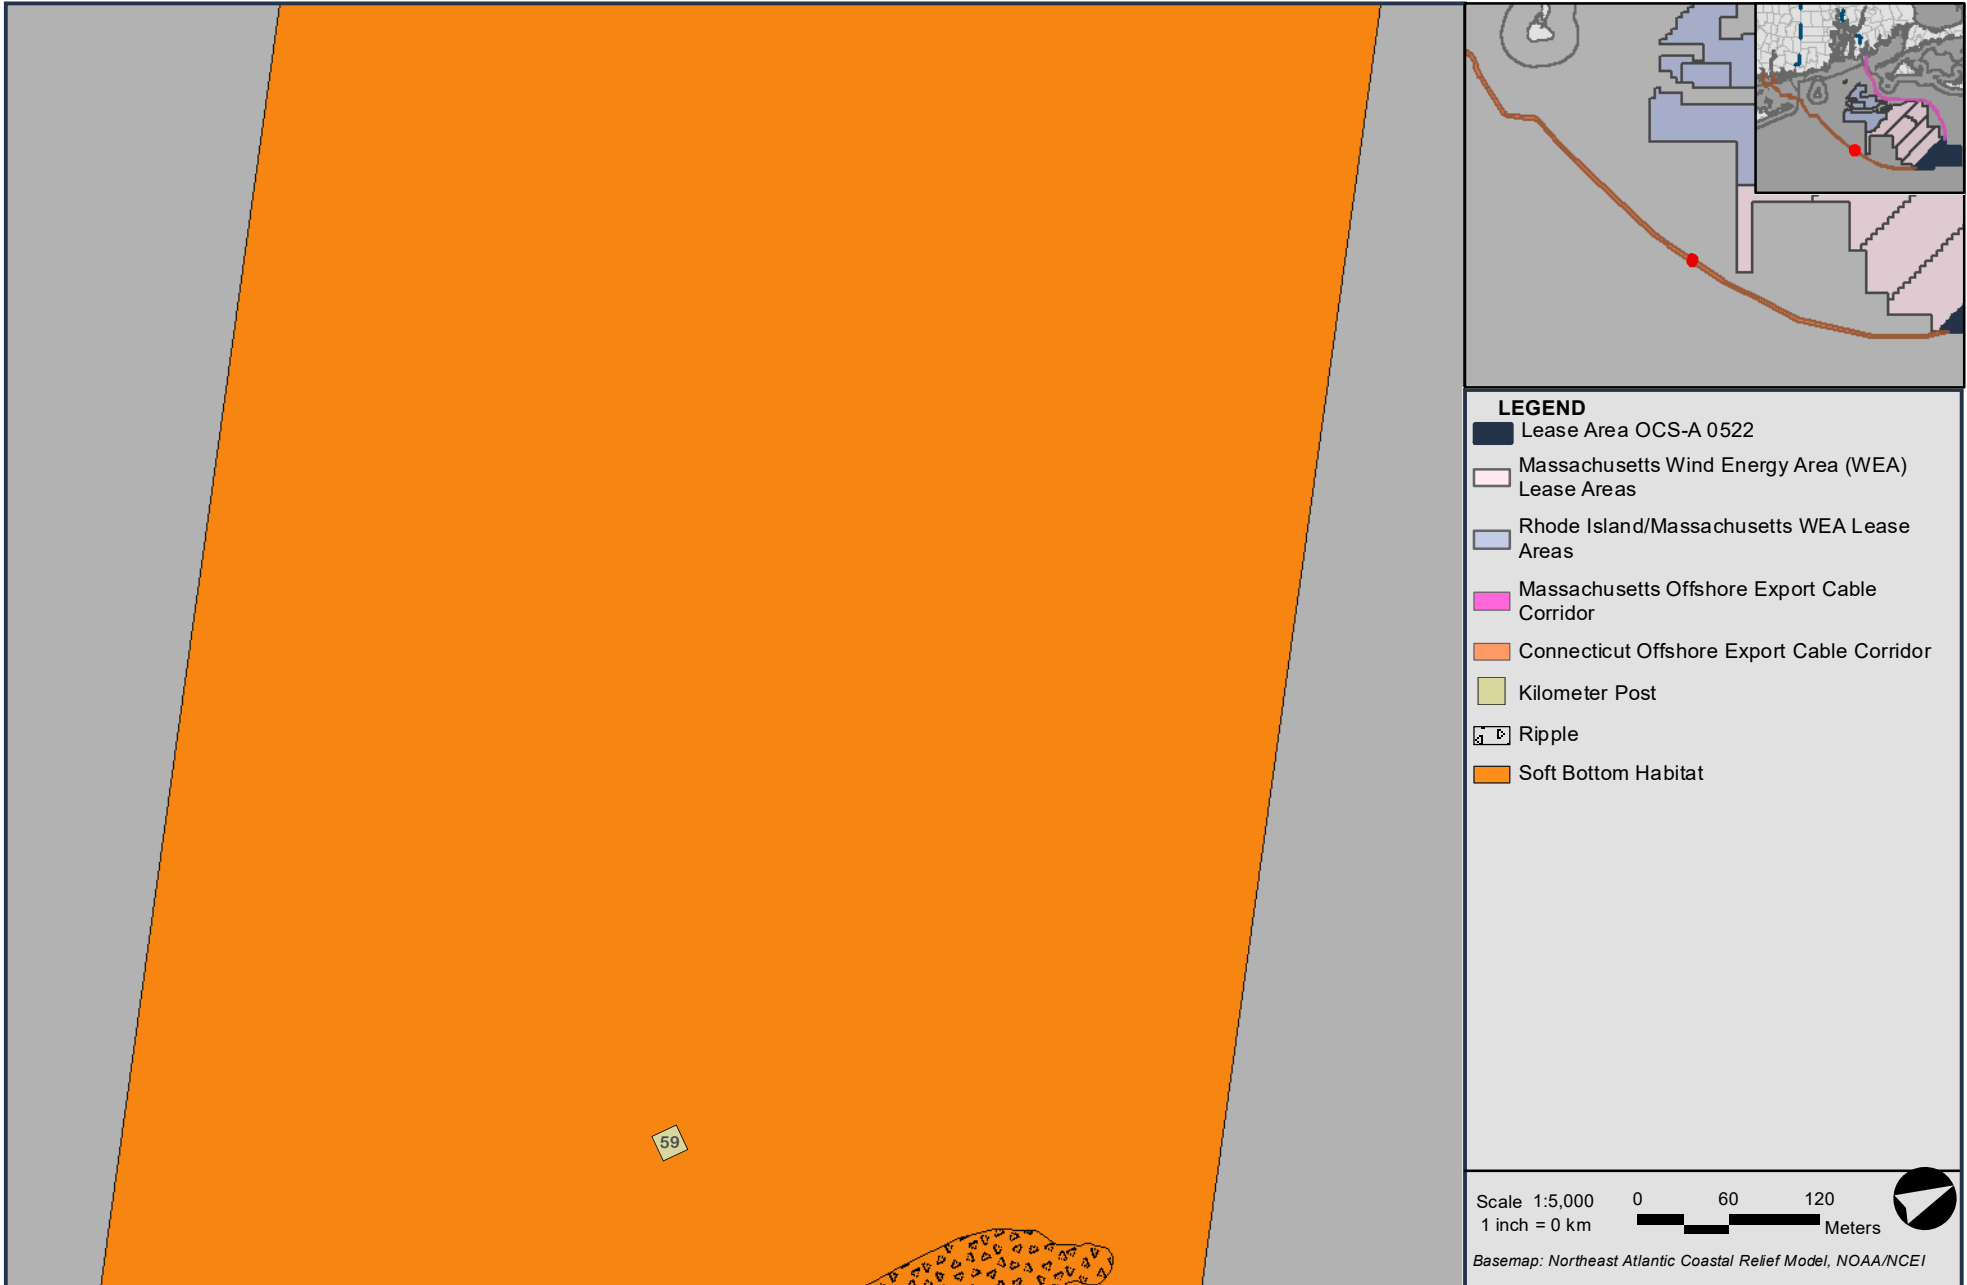 59
LEGEND
Lease Area OCS-A 0522
Massachusetts Wind Energy Area (WEA)
Lease Areas
Rhode Island/Massachusetts WEA Lease
Areas
Massachusetts Offshore Export Cable
Corridor
Connecticut Offshore Export Cable Corridor
Kilometer Post
Ripple
Soft Bottom Habitat
Scale 1:5,000
1 inch = 0 km
0 60 120
Meters
Basemap: Northeast Atlantic Coastal Relief Model, NOAA/NCEI